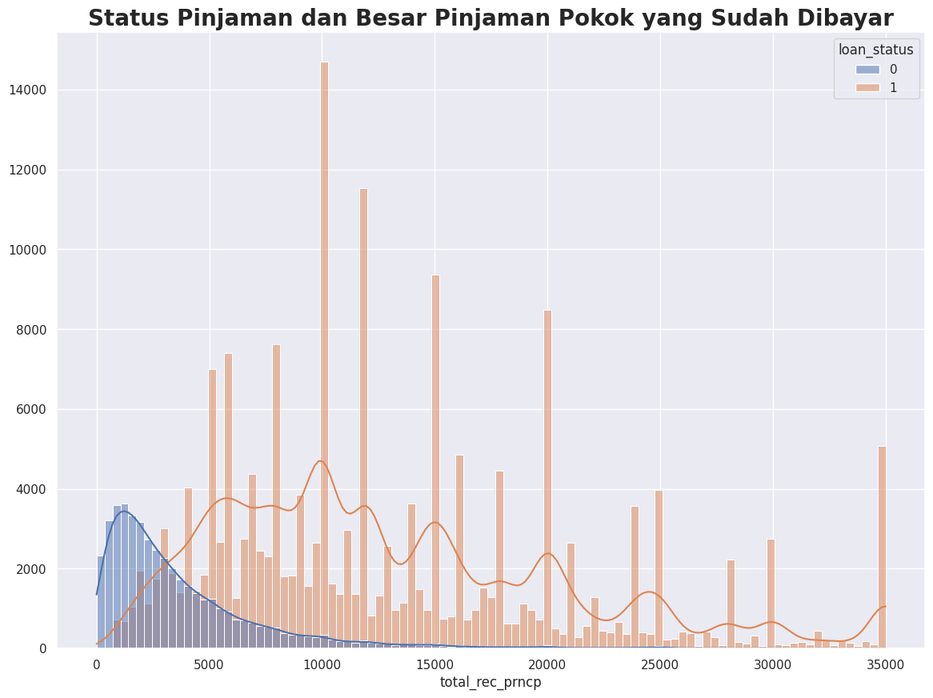 Status Pinjaman dan Besar Pinjaman Pokok yang Sudah Dibayar
loan_status
0
1
14000
12000
10000
8000
6000
4000
2000
0
0 5000 10000 15000 20000 25000 30000 35000
total_rec_prncp